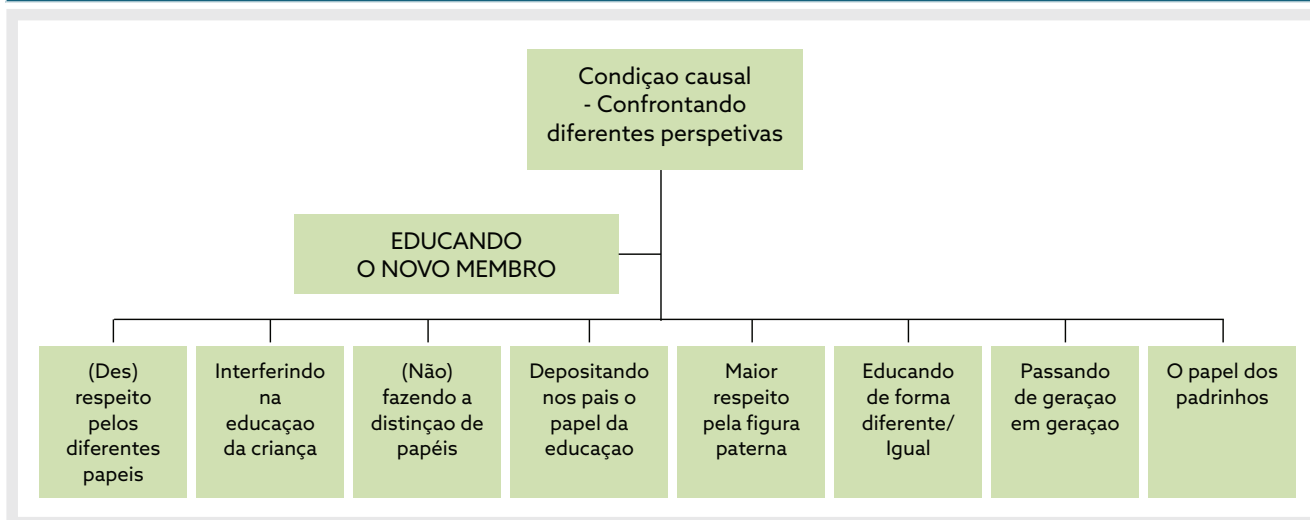 Condiçao causal
- Confrontando
diferentes perspetivas
EDUCANDO
O NOVO MEMBRO
(Des)
respeito
pelos
diferentes
papeis
Interferindo
na
educaçao
da criança
(Não)
fazendo a
distinçao de
papéis
Depositando
nos pais o
papel da
educaçao
Maior
respeito
pela figura
paterna
Educando
de forma
diferente/
Igual
Passando
de geraçao
em geraçao
O papel dos
padrinhos